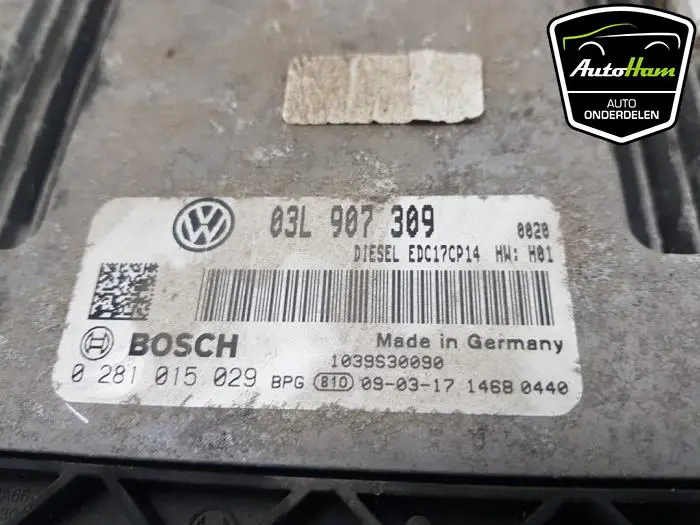 AutoHam
AUTO
ONDERDELEN
VW
03L 907 309
0020
DIESEL EDC17CP14 HW: H01
BOSCH
Made in Germany
1039S30090
0 281 015 029 BPG 810 09-03-17 1468 0440